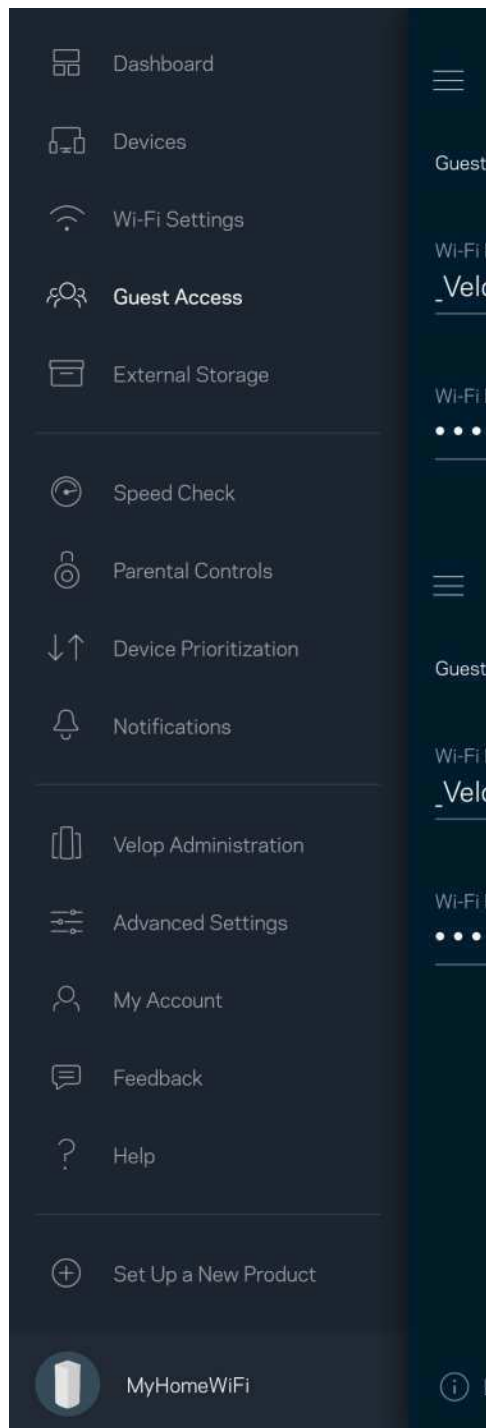 Dashboard
Devices
Wi-Fi Settings
Guest Access
External Storage
Speed Check
Parental Controls
Device Prioritization
Notifications
Velop Administration
Advanced Settings
My Account
Feedback
Help
Set Up a New Product
MyHomeWiFi
Guest
Wi-Fi
Wi-Fi
Guest
Wi-Fi
Wi-Fi